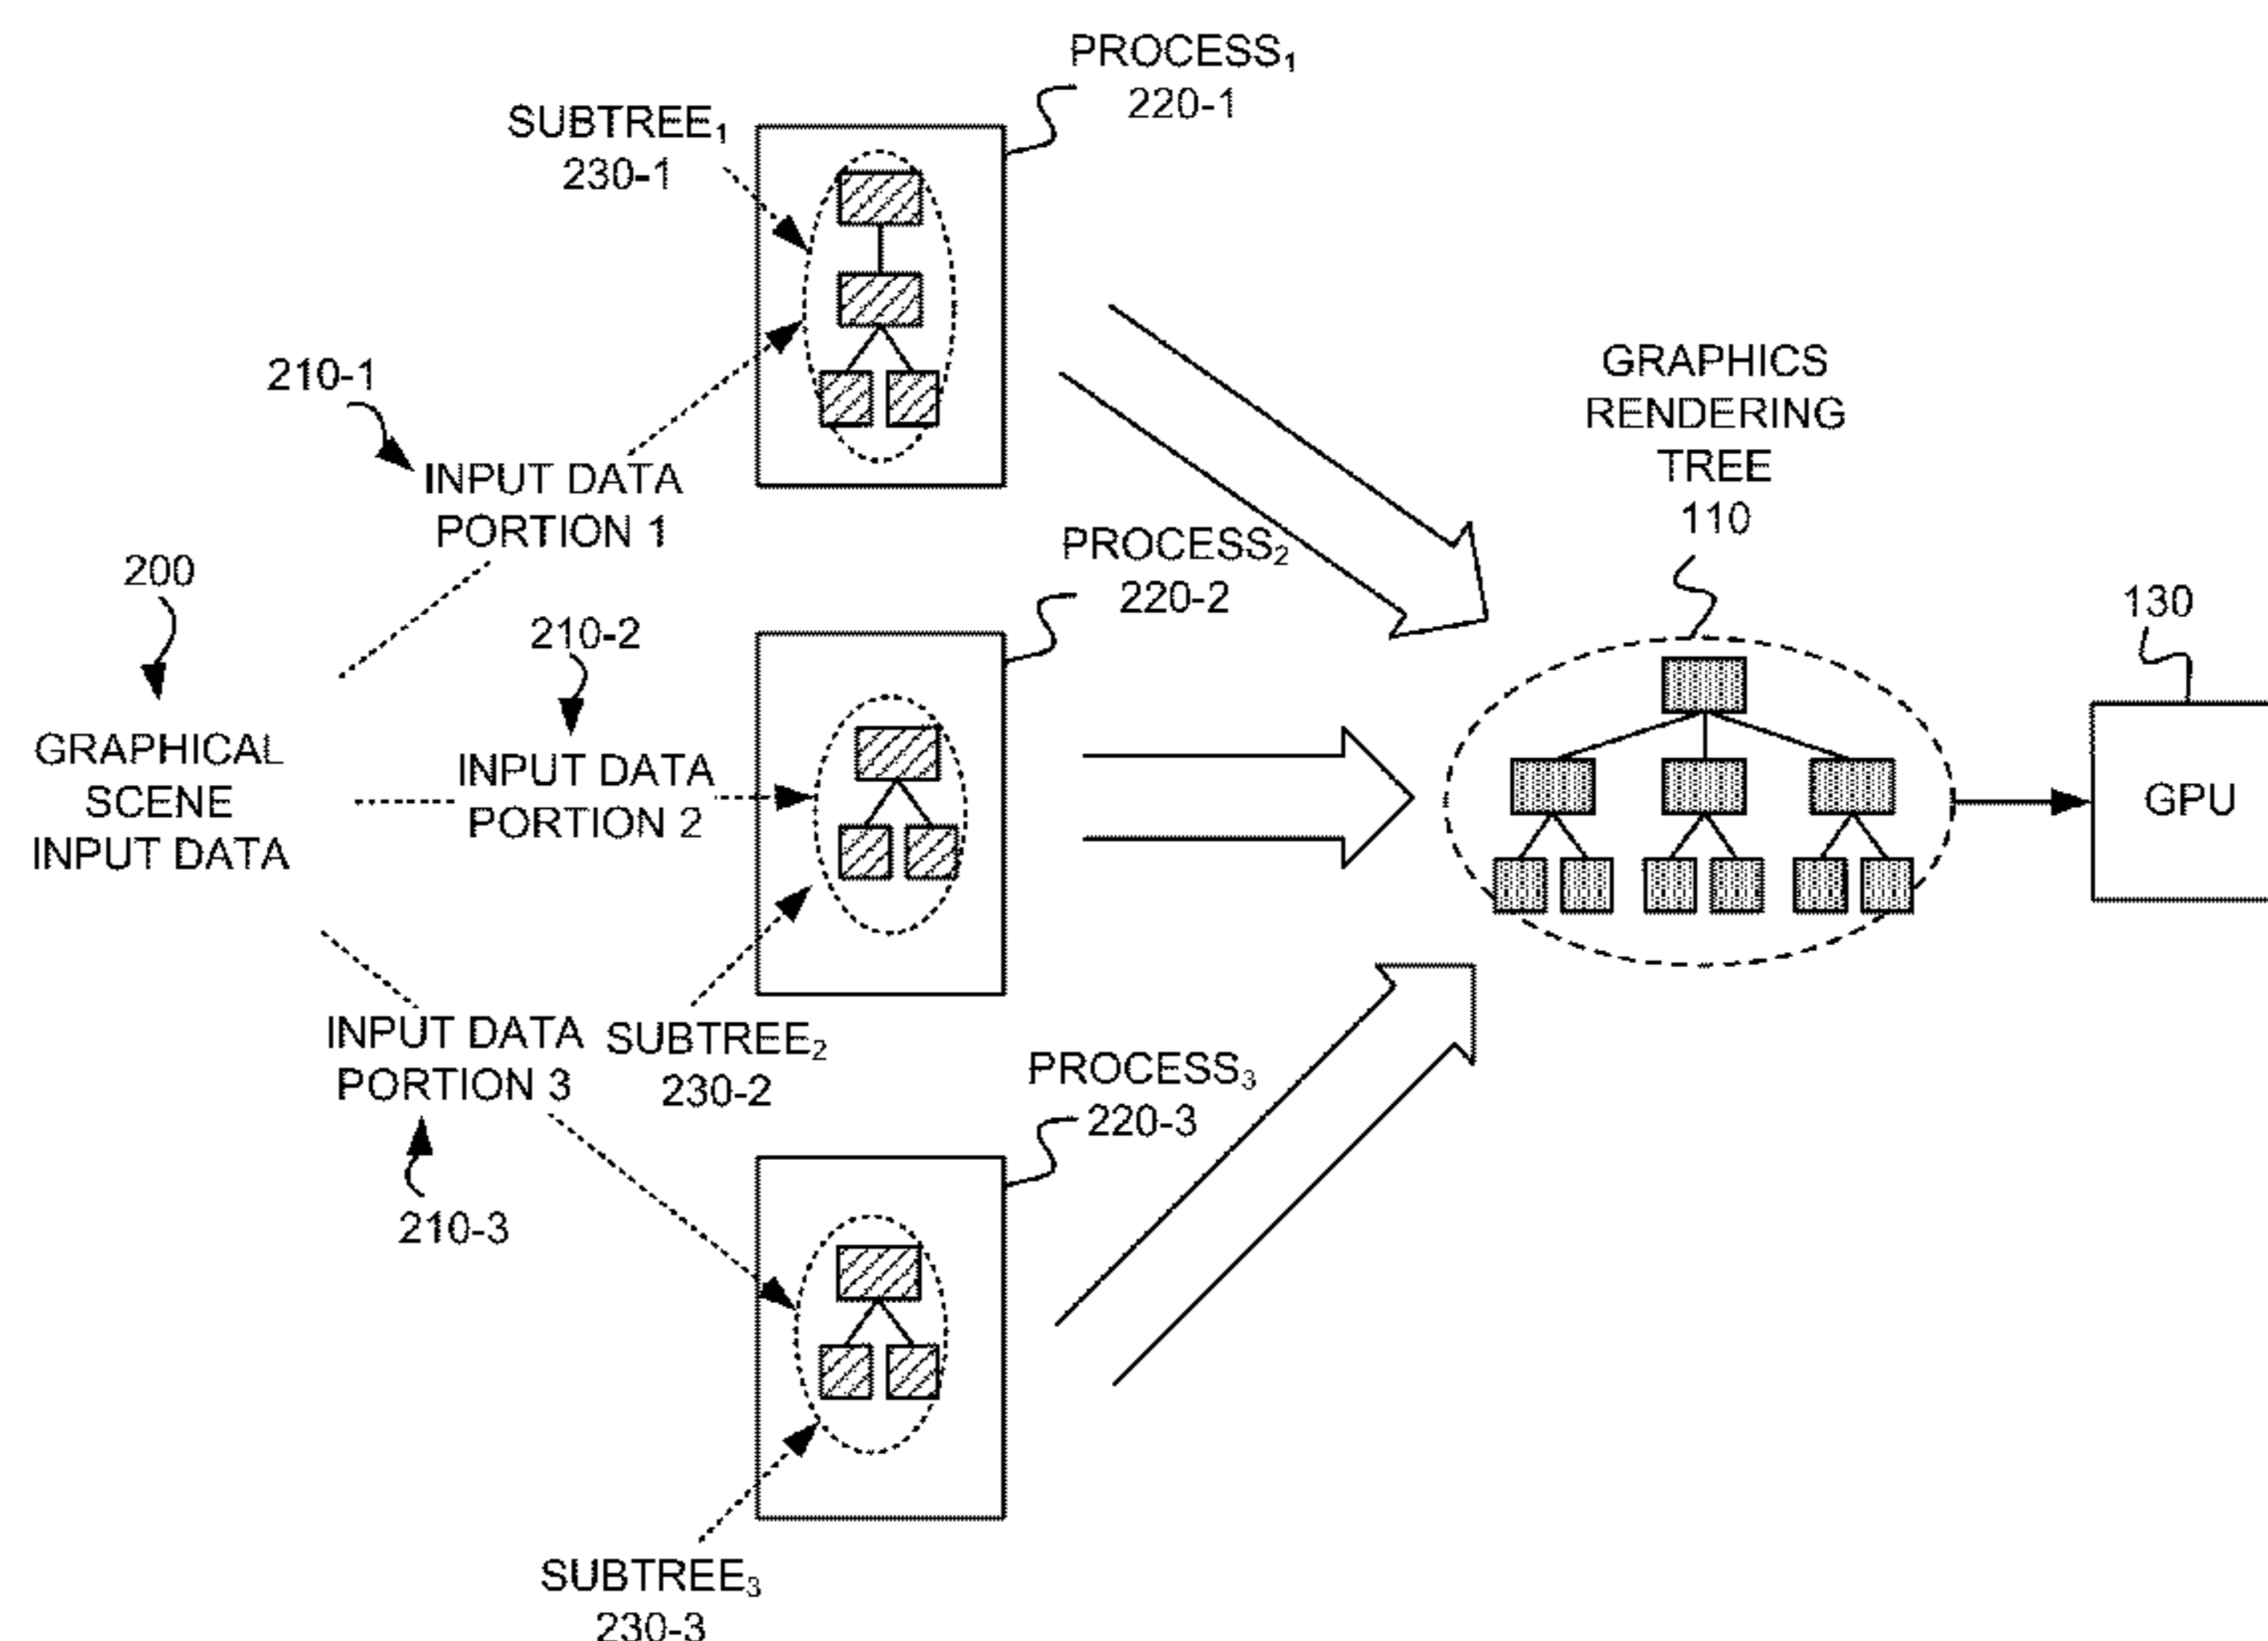 PROCESS₁
220-1
SUBTREE₁
230-1
210-1
INPUT DATA
PORTION 1
GRAPHICS
RENDERING
TREE
110
PROCESS₂
220-2
200
210-2
130
GRAPHICAL
SCENE
INPUT DATA
INPUT DATA
PORTION 2
GPU
INPUT DATA
PORTION 3
SUBTREE₂
230-2
PROCESS₃
220-3
210-3
SUBTREE₃
230-3